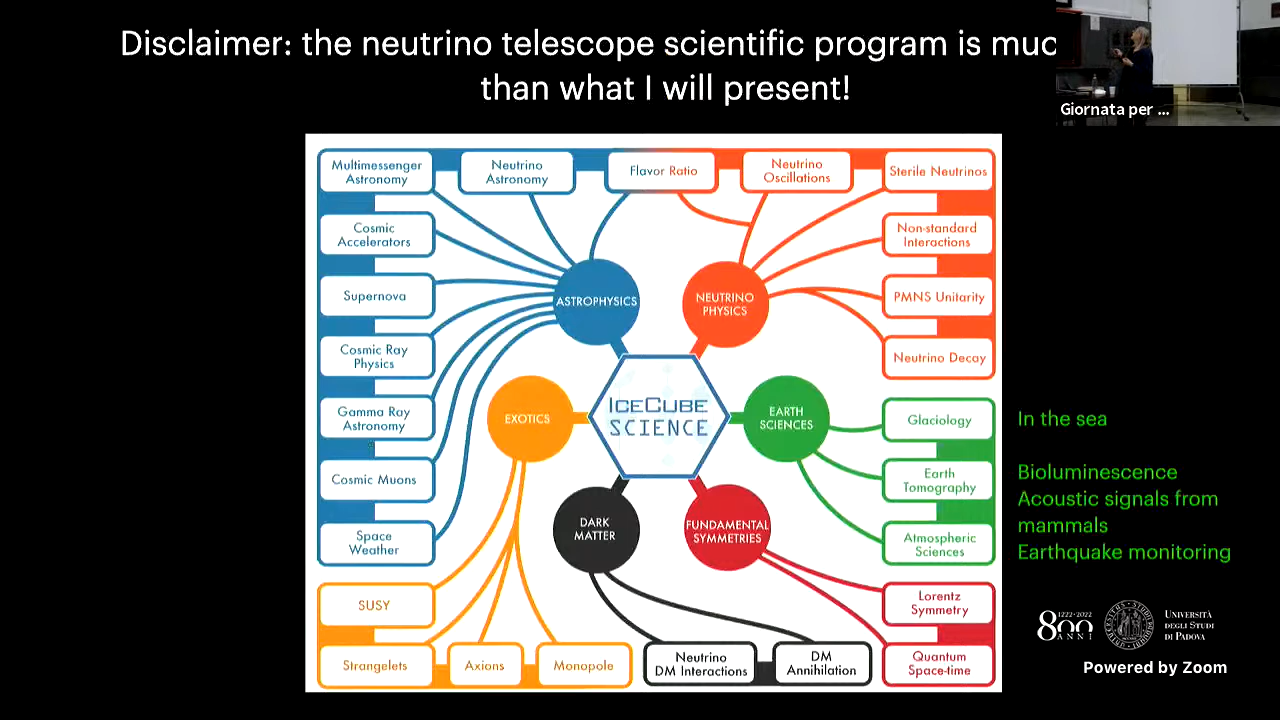 Disclaimer: the neutrino telescope scientific program is muc
than what I will present!
Giornata per ...
Multimessenger
Astronomy
Neutrino
Astronomy
Flavor Ratio
Neutrino
Oscillations
Sterile Neutrinos
Cosmic
Accelerators
Non-standard
Interactions
Supernova
ASTROPHYSICS
NEUTRINO
PHYSICS
PMNS Unitarity
Cosmic Ray
Physics
Neutrino Decay
Gamma Ray
Astronomy
EXOTICS
ICECUBE
SCIENCE
EARTH
SCIENCES
Glaciology
In the sea
Cosmic Muons
Earth
Tomography
Bioluminescence
Acoustic signals from
mammals
Earthquake monitoring
Space
Weather
DARK
MATTER
FUNDAMENTAL
SYMMETRIES
Atmospheric
Sciences
SUSY
Lorentz
Symmetry
Strangelets
Axions
Monopole
Neutrino
DM Interactions
DM
Annihilation
Quantum
Space-time
1222-2022
800
ANNI
UNIVERSITÀ
DEGLI STUDI
DI PADOVA
Powered by Zoom